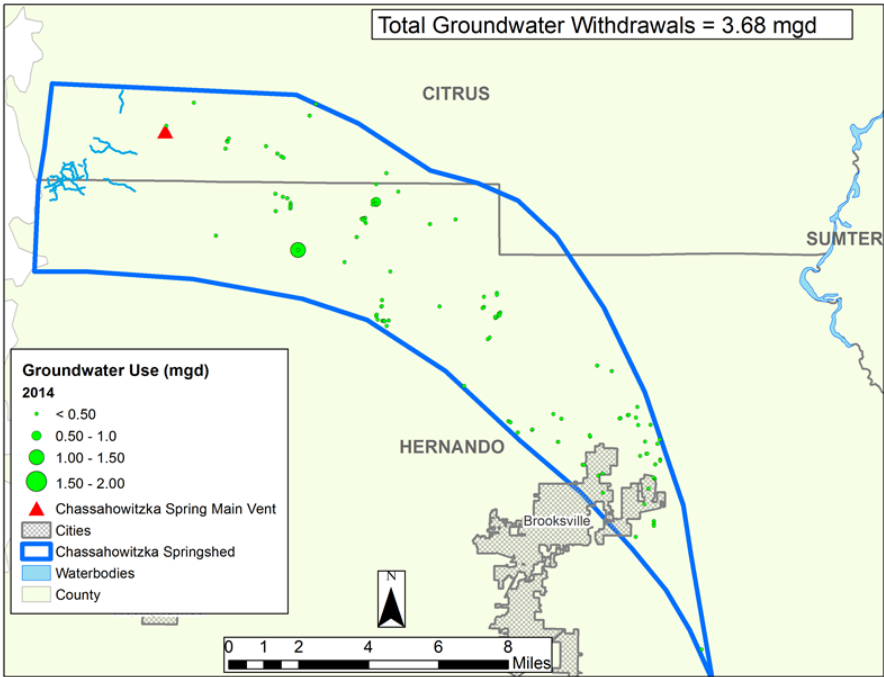 Total Groundwater Withdrawals = 3.68 mgd
CITRUS
SUMTER
HERNANDO
Brooksville
Groundwater Use (mgd)
2014
< 0.50
0.50 - 1.0
1.00 - 1.50
1.50 - 2.00
Chassahowitzka Spring Main Vent
Cities
Chassahowitzka Springshed
Waterbodies
County
N
0 1 2 4 6 8
Miles